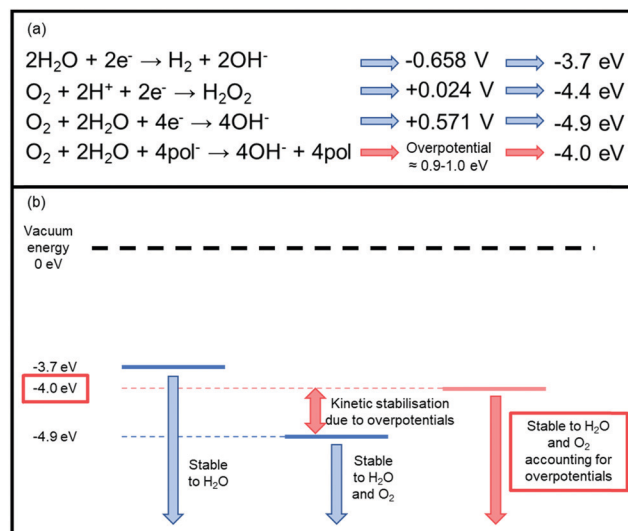 (a)
2H₂O + 2e⁻ → H₂ + 2OH⁻ -0.658 V -3.7 eV
O₂ + 2H⁺ + 2e⁻ → H₂O₂ +0.024 V -4.4 eV
O₂ + 2H₂O + 4e⁻ → 4OH⁻ +0.571 V -4.9 eV
O₂ + 2H₂O + 4pol⁻ → 4OH⁻ + 4pol Overpotential -4.0 eV
≈ 0.9-1.0 eV
(b)
Vacuum
energy
0 eV
-3.7 eV
-4.0 eV
-4.9 eV
Kinetic stabilisation
due to overpotentials
Stable
to H₂O
Stable
to H₂O
and O₂
Stable to H₂O
and O₂
accounting for
overpotentials